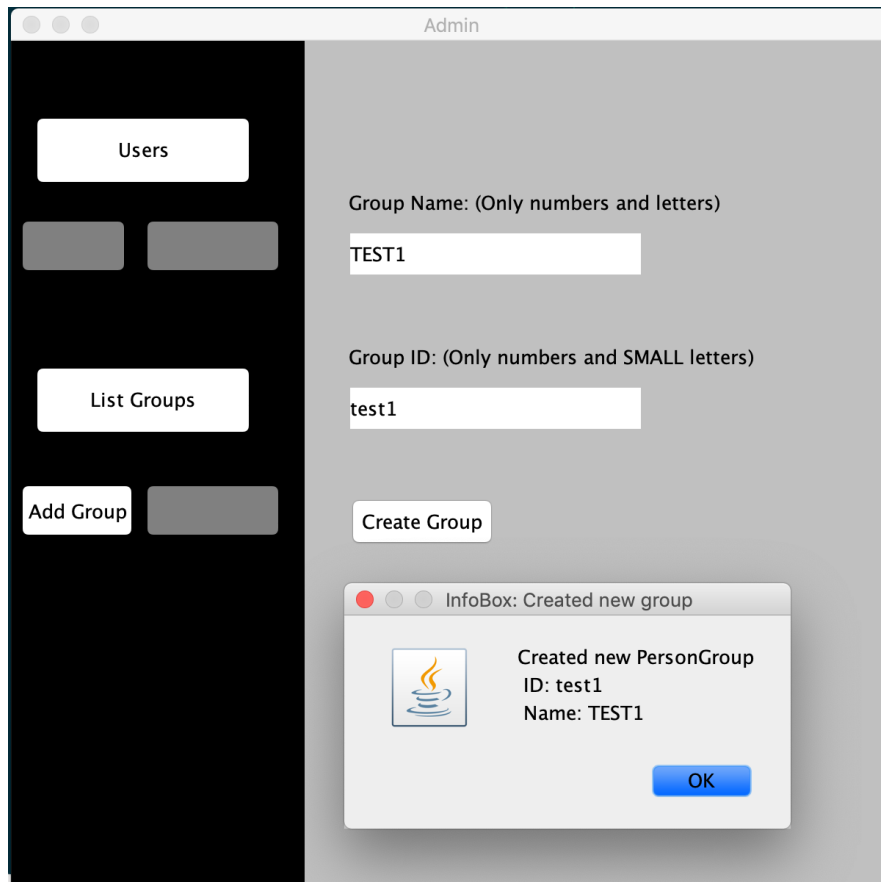 Admin
Users
List Groups
Add Group
Group Name: (Only numbers and letters)
TEST1
Group ID: (Only numbers and SMALL letters)
test1
Create Group
InfoBox: Created new group
Created new PersonGroup
ID: test1
Name: TEST1
OK